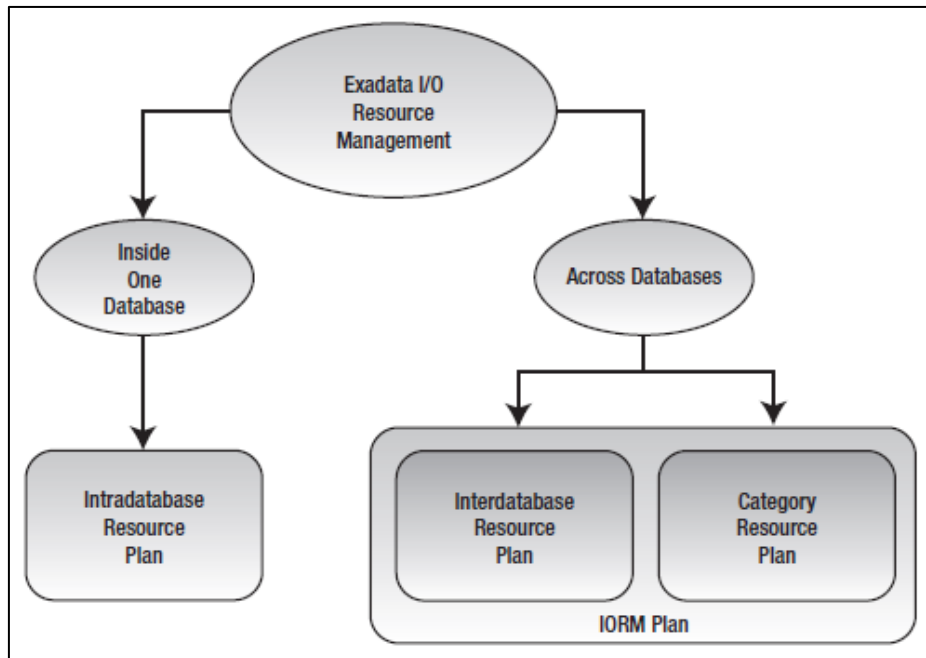 Exadata I/O
Resource
Management
Inside
One
Database
Across Databases
Intradatabase
Resource
Plan
Interdatabase
Resource
Plan
Category
Resource
Plan
IORM Plan